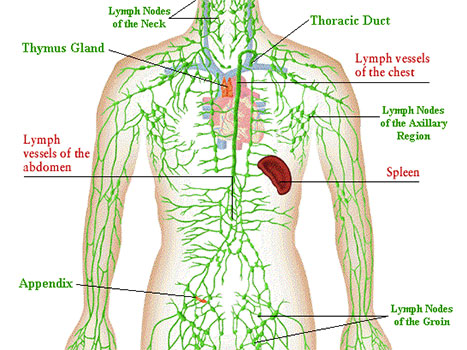 Lymph Nodes
of the Neck
Thoracic Duct
Thymus Gland
Lymph vessels
of the chest
Lymph Nodes
of the Axillary
Region
Lymph
vessels of the
abdomen
Spleen
Appendix
Lymph Nodes
of the Groin